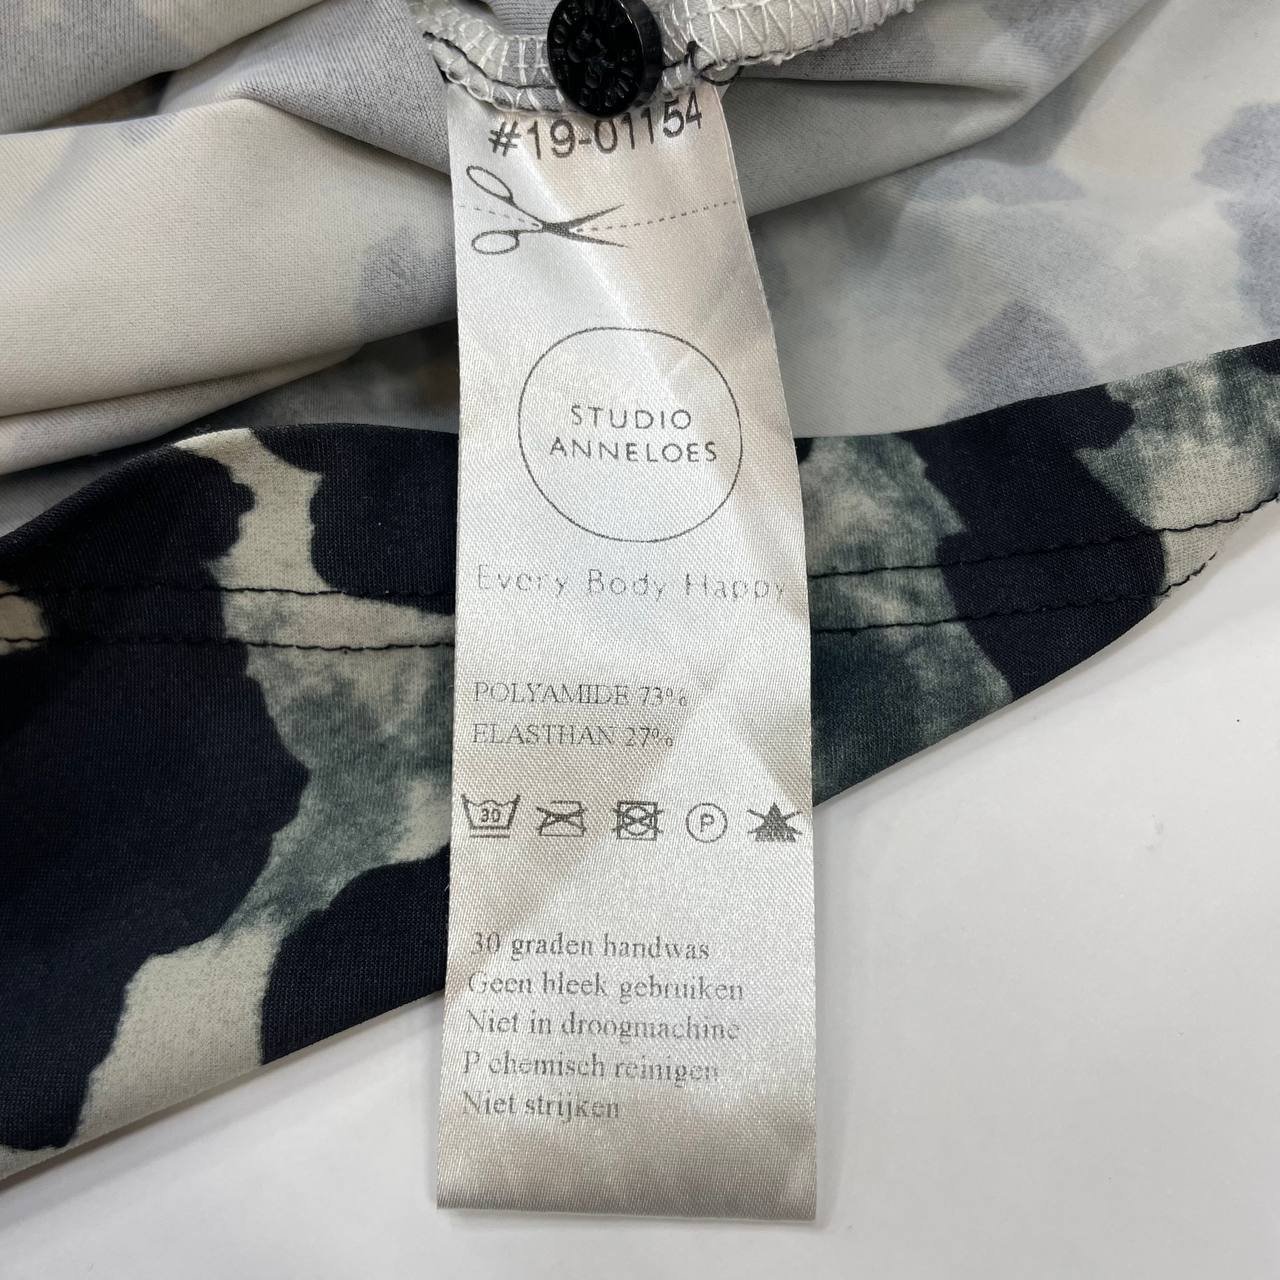 #19-01154
STUDIO
ANNELOES
Every Body Happy
POLYAMIDE 73%
ELASTHAN 27%
30
P
30 graden handwas
Geen bleek gebruiken
Niet in droogmachine
P chemisch reinigen
Niet strijken